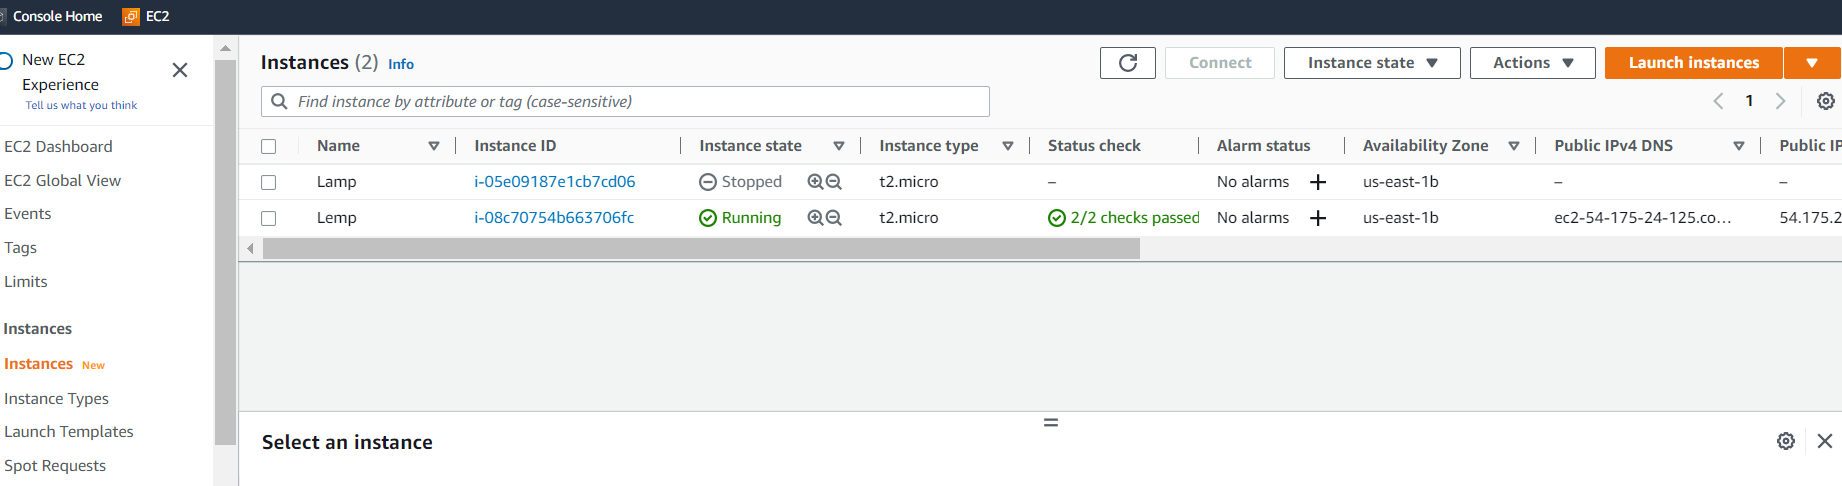 Console Home EC2
New EC2
Experience
Tell us what you think
EC2 Dashboard
EC2 Global View
Events
Tags
Limits
Instances
Instances New
Instance Types
Launch Templates
Spot Requests
Instances (2) Info
Connect Instance state Actions Launch instances
Find instance by attribute or tag (case-sensitive)
1
Name Instance ID Instance state Instance type Status check Alarm status Availability Zone Public IPv4 DNS Public IP
Lamp i-05e09187e1cb7cd06 Stopped t2.micro – No alarms + us-east-1b – –
Lemp i-08c70754b663706fc Running t2.micro 2/2 checks passed No alarms + us-east-1b ec2-54-175-24-125.co... 54.175.2
Select an instance